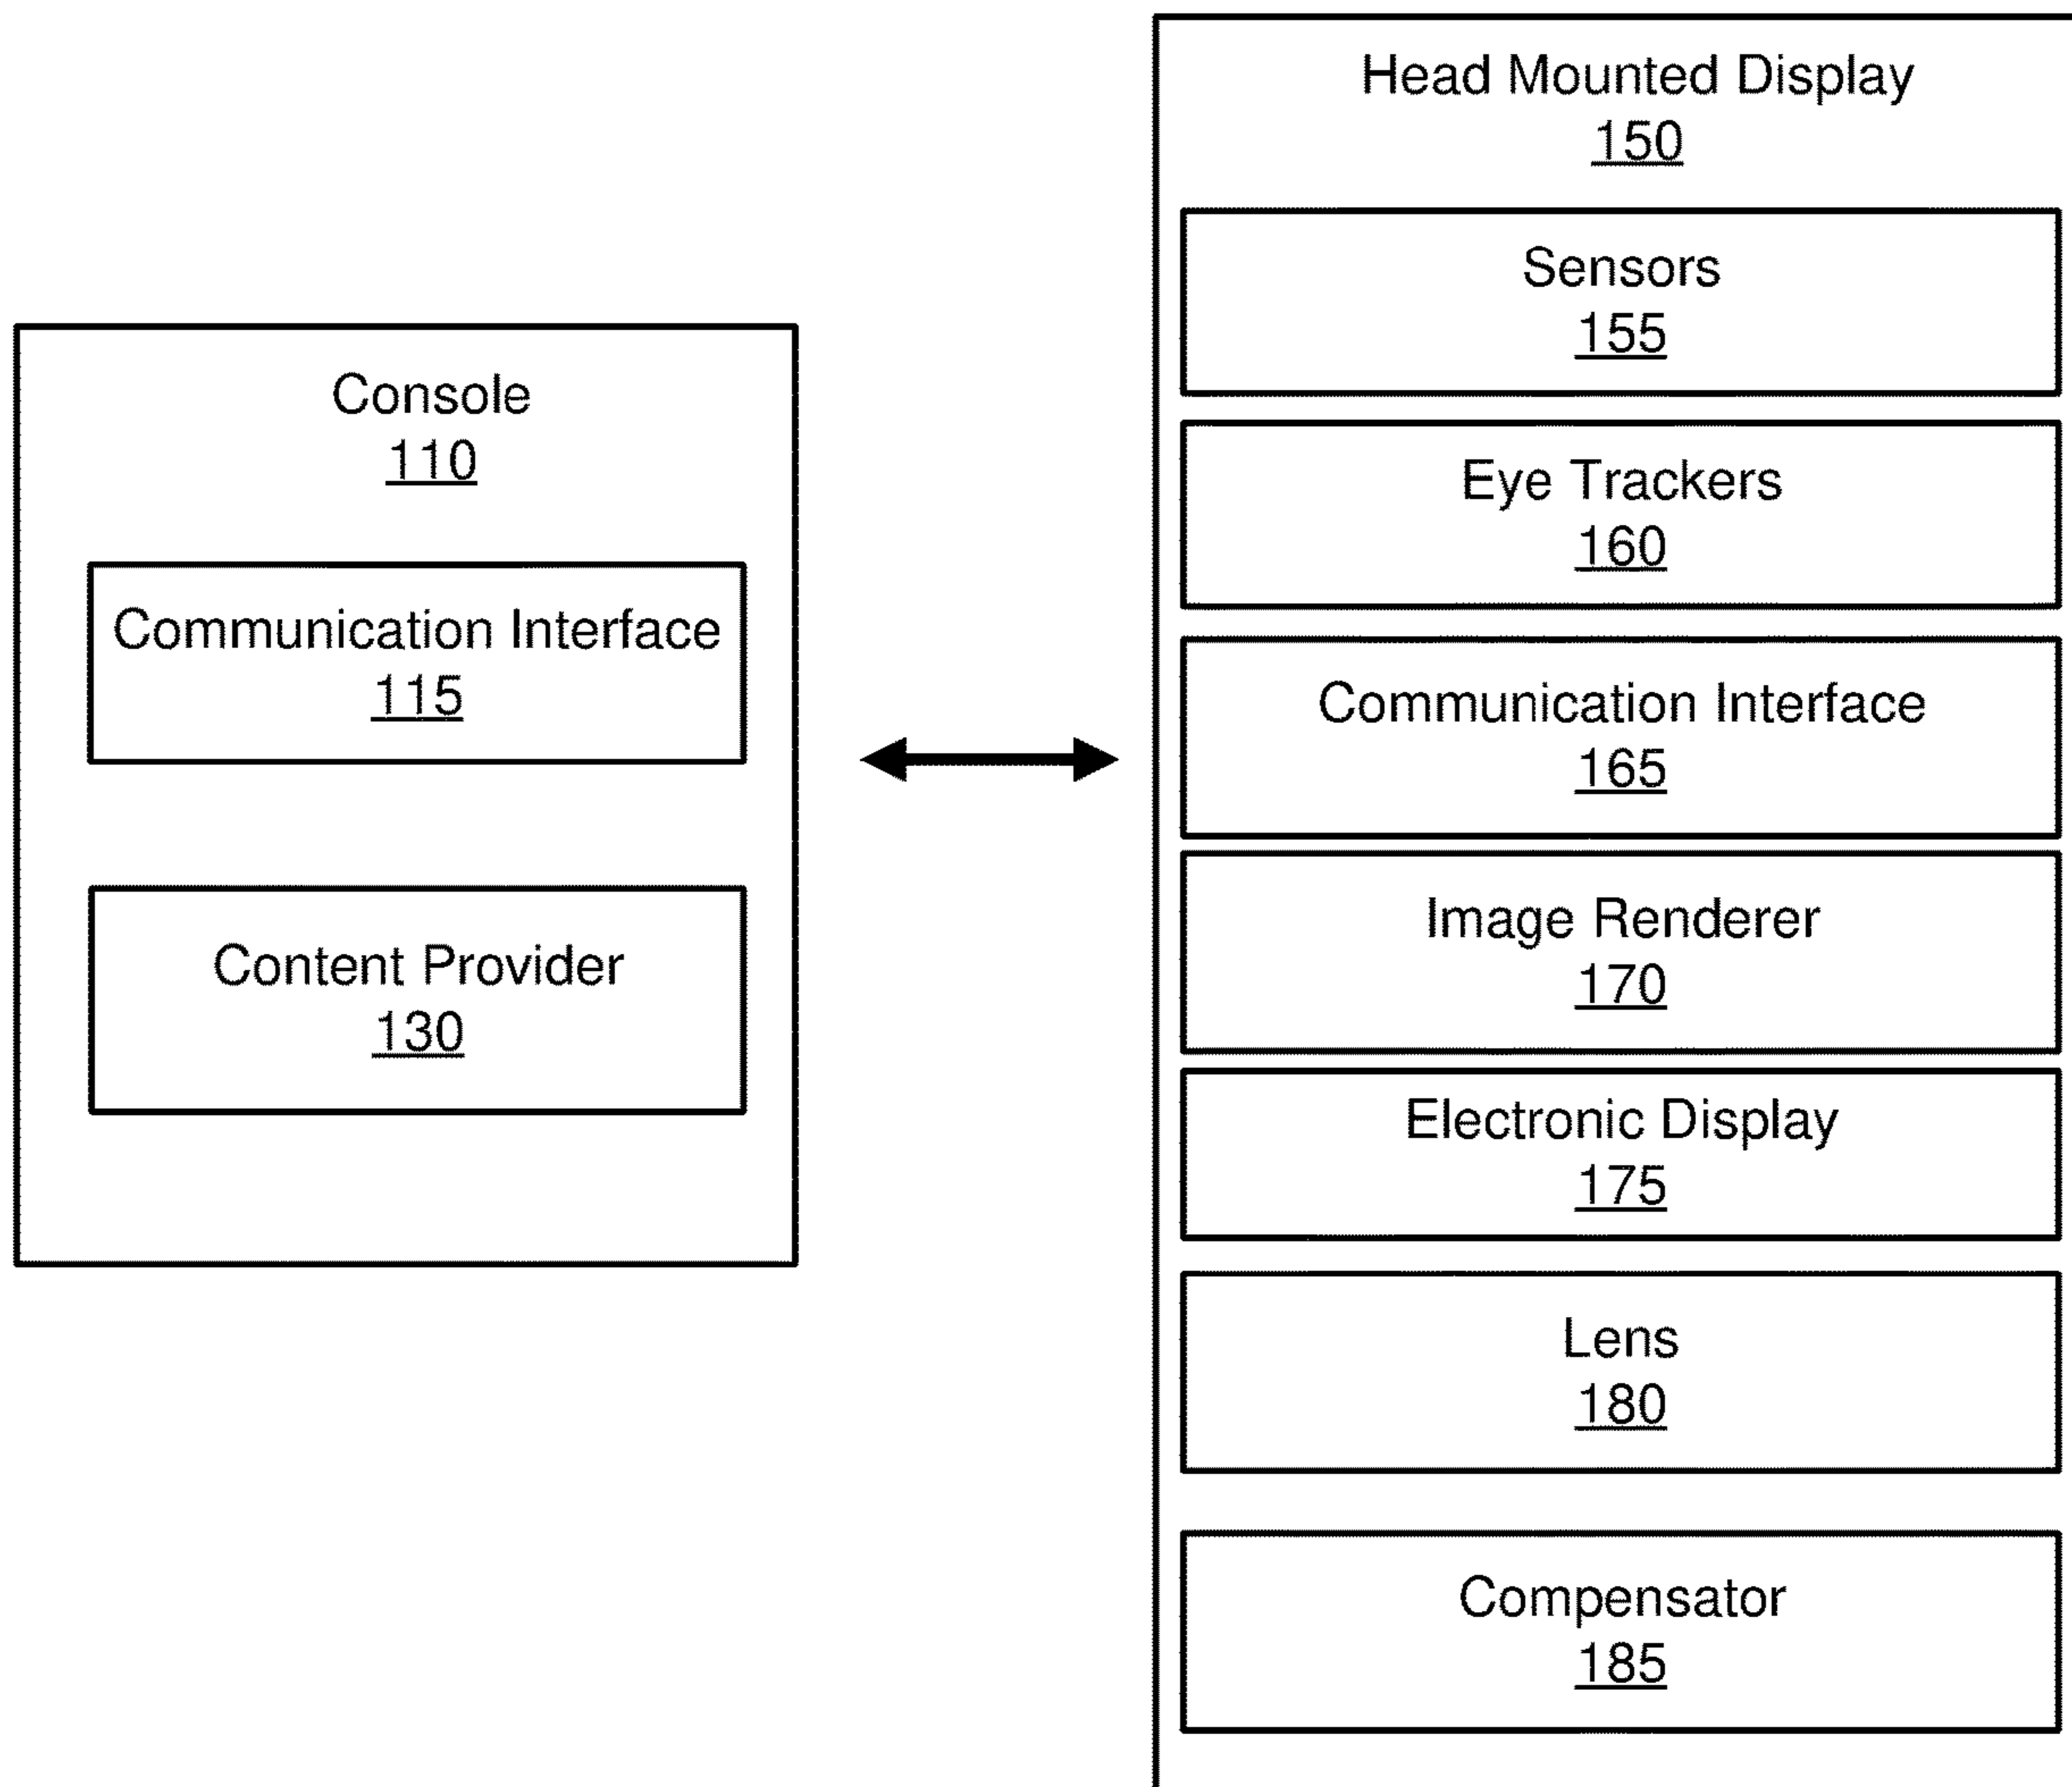 Console
110
Communication Interface
115
Content Provider
130
Head Mounted Display
150
Sensors
155
Eye Trackers
160
Communication Interface
165
Image Renderer
170
Electronic Display
175
Lens
180
Compensator
185